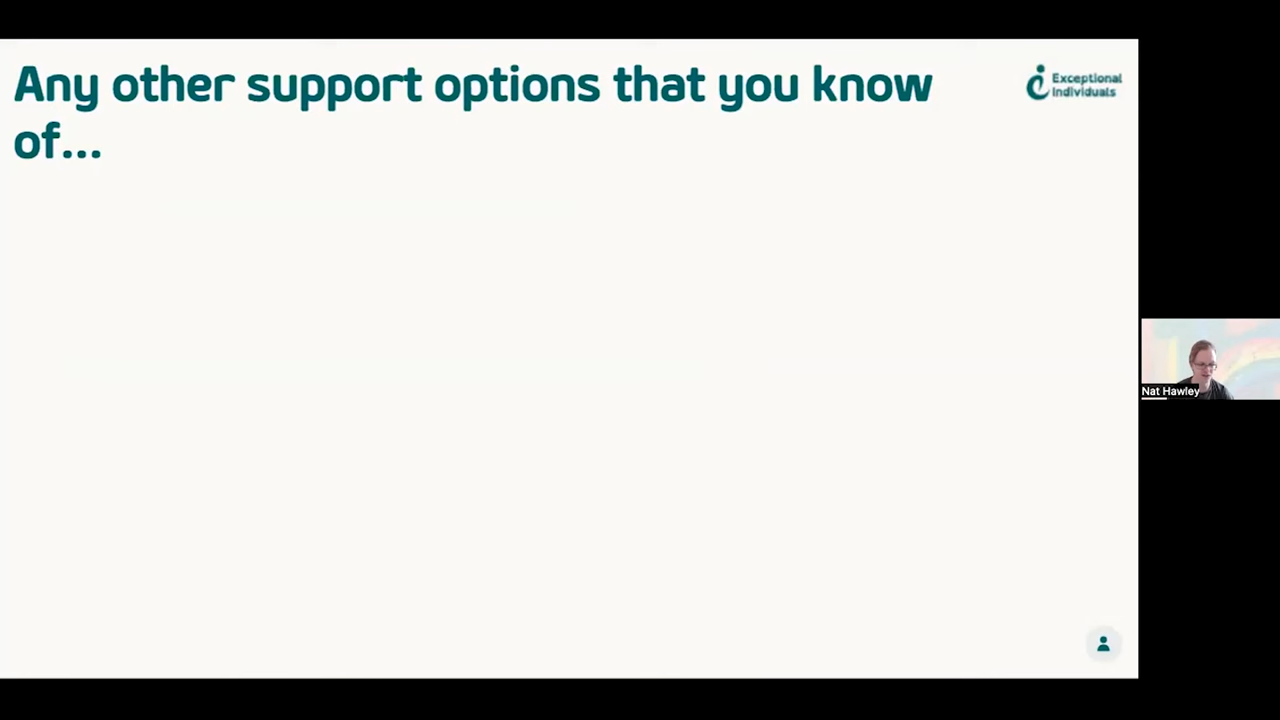 Any other support options that you know
of...
Exceptional
Individuals
Nat Hawley